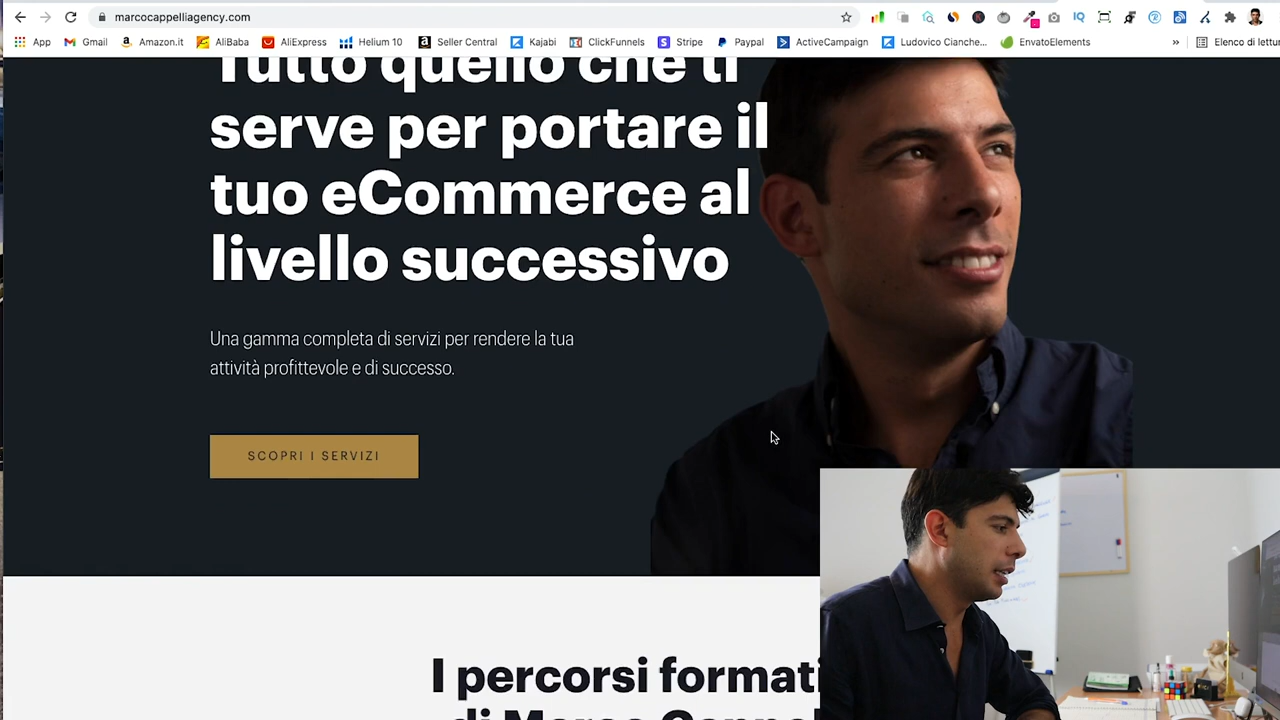 marcocappelliagency.com
App
Gmail
Amazon.it
AliBaba
AliExpress
Helium 10
Seller Central
Kajabi
ClickFunnels
Stripe
Paypal
ActiveCampaign
Ludovico Cianche...
EnvatoElements
»
Elenco di lettu
Tutto quello che ti
serve per portare il
tuo eCommerce al
livello successivo
Una gamma completa di servizi per rendere la tua
attività profittevole e di successo.
SCOPRI I SERVIZI
I percorsi formati
di Marco Cappel